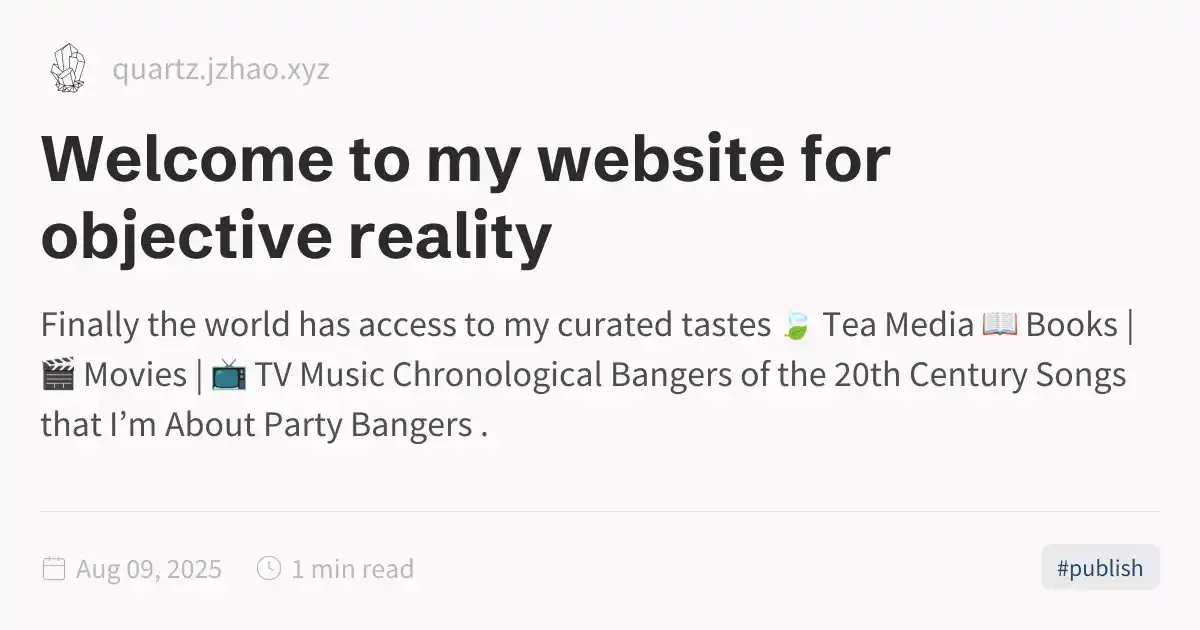 quartz.jzhao.xyz
Welcome to my website for
objective reality
Finally the world has access to my curated tastes 🍃 Tea Media 📖 Books |
🎬 Movies | 📺 TV Music Chronological Bangers of the 20th Century Songs
that I’m About Party Bangers .
Aug 09, 2025 1 min read #publish